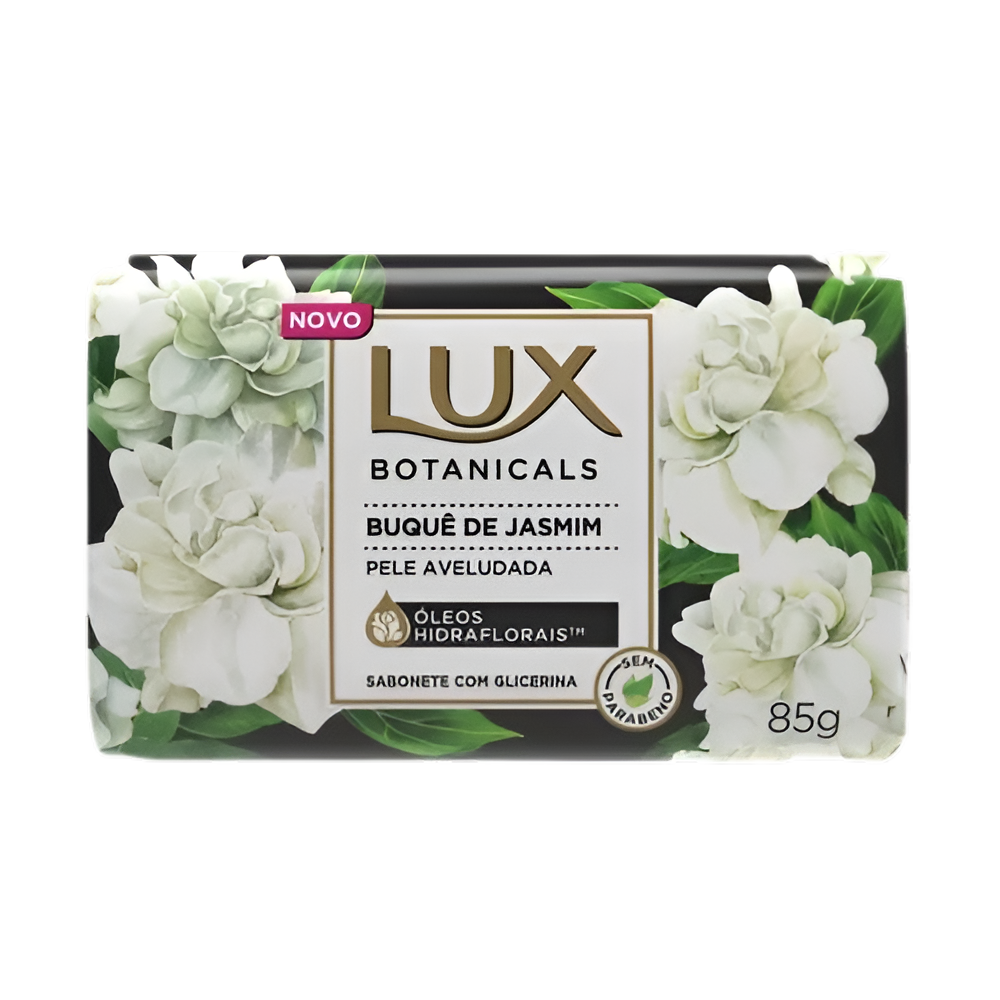 NOVO
LUX
BOTANICALS
BUQUÊ DE JASMIM
PELE AVELUDADA
ÓLEOS
HIDRAFLORAIS™
SABONETE COM GLICERINA
SEM
PARABENO
85g